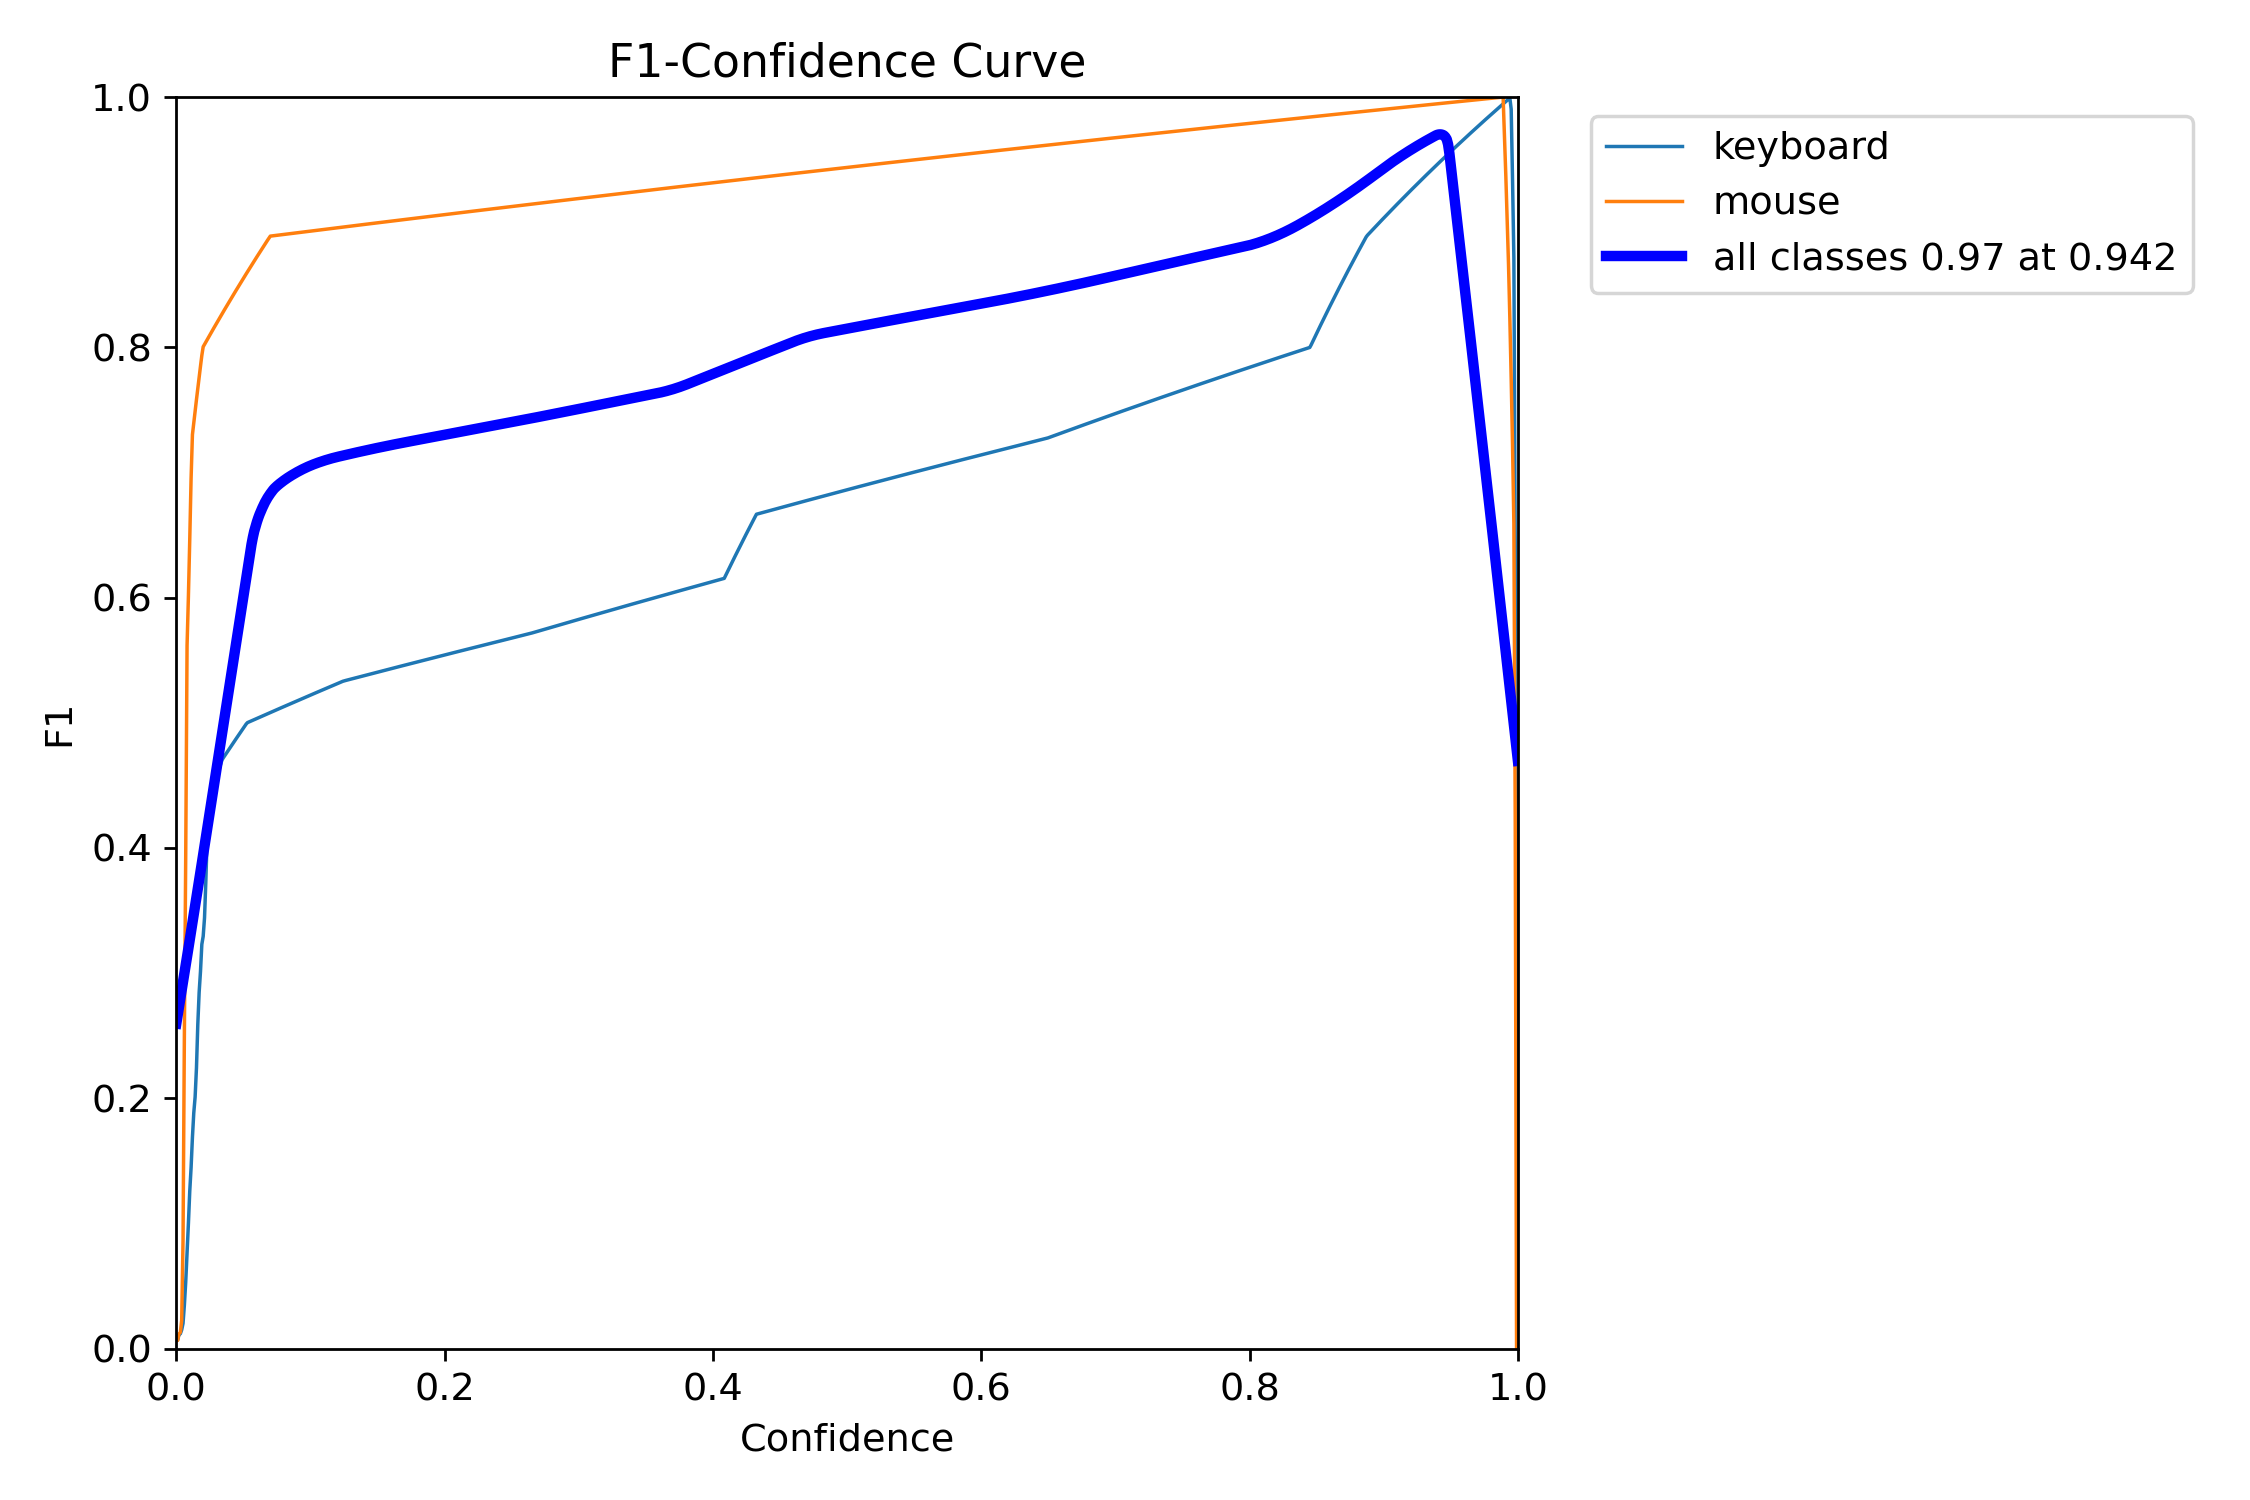 F1-Confidence Curve
1.0
0.8
0.6
0.4
0.2
0.0
F1
0.0 0.2 0.4 0.6 0.8 1.0
Confidence
keyboard
mouse
all classes 0.97 at 0.942